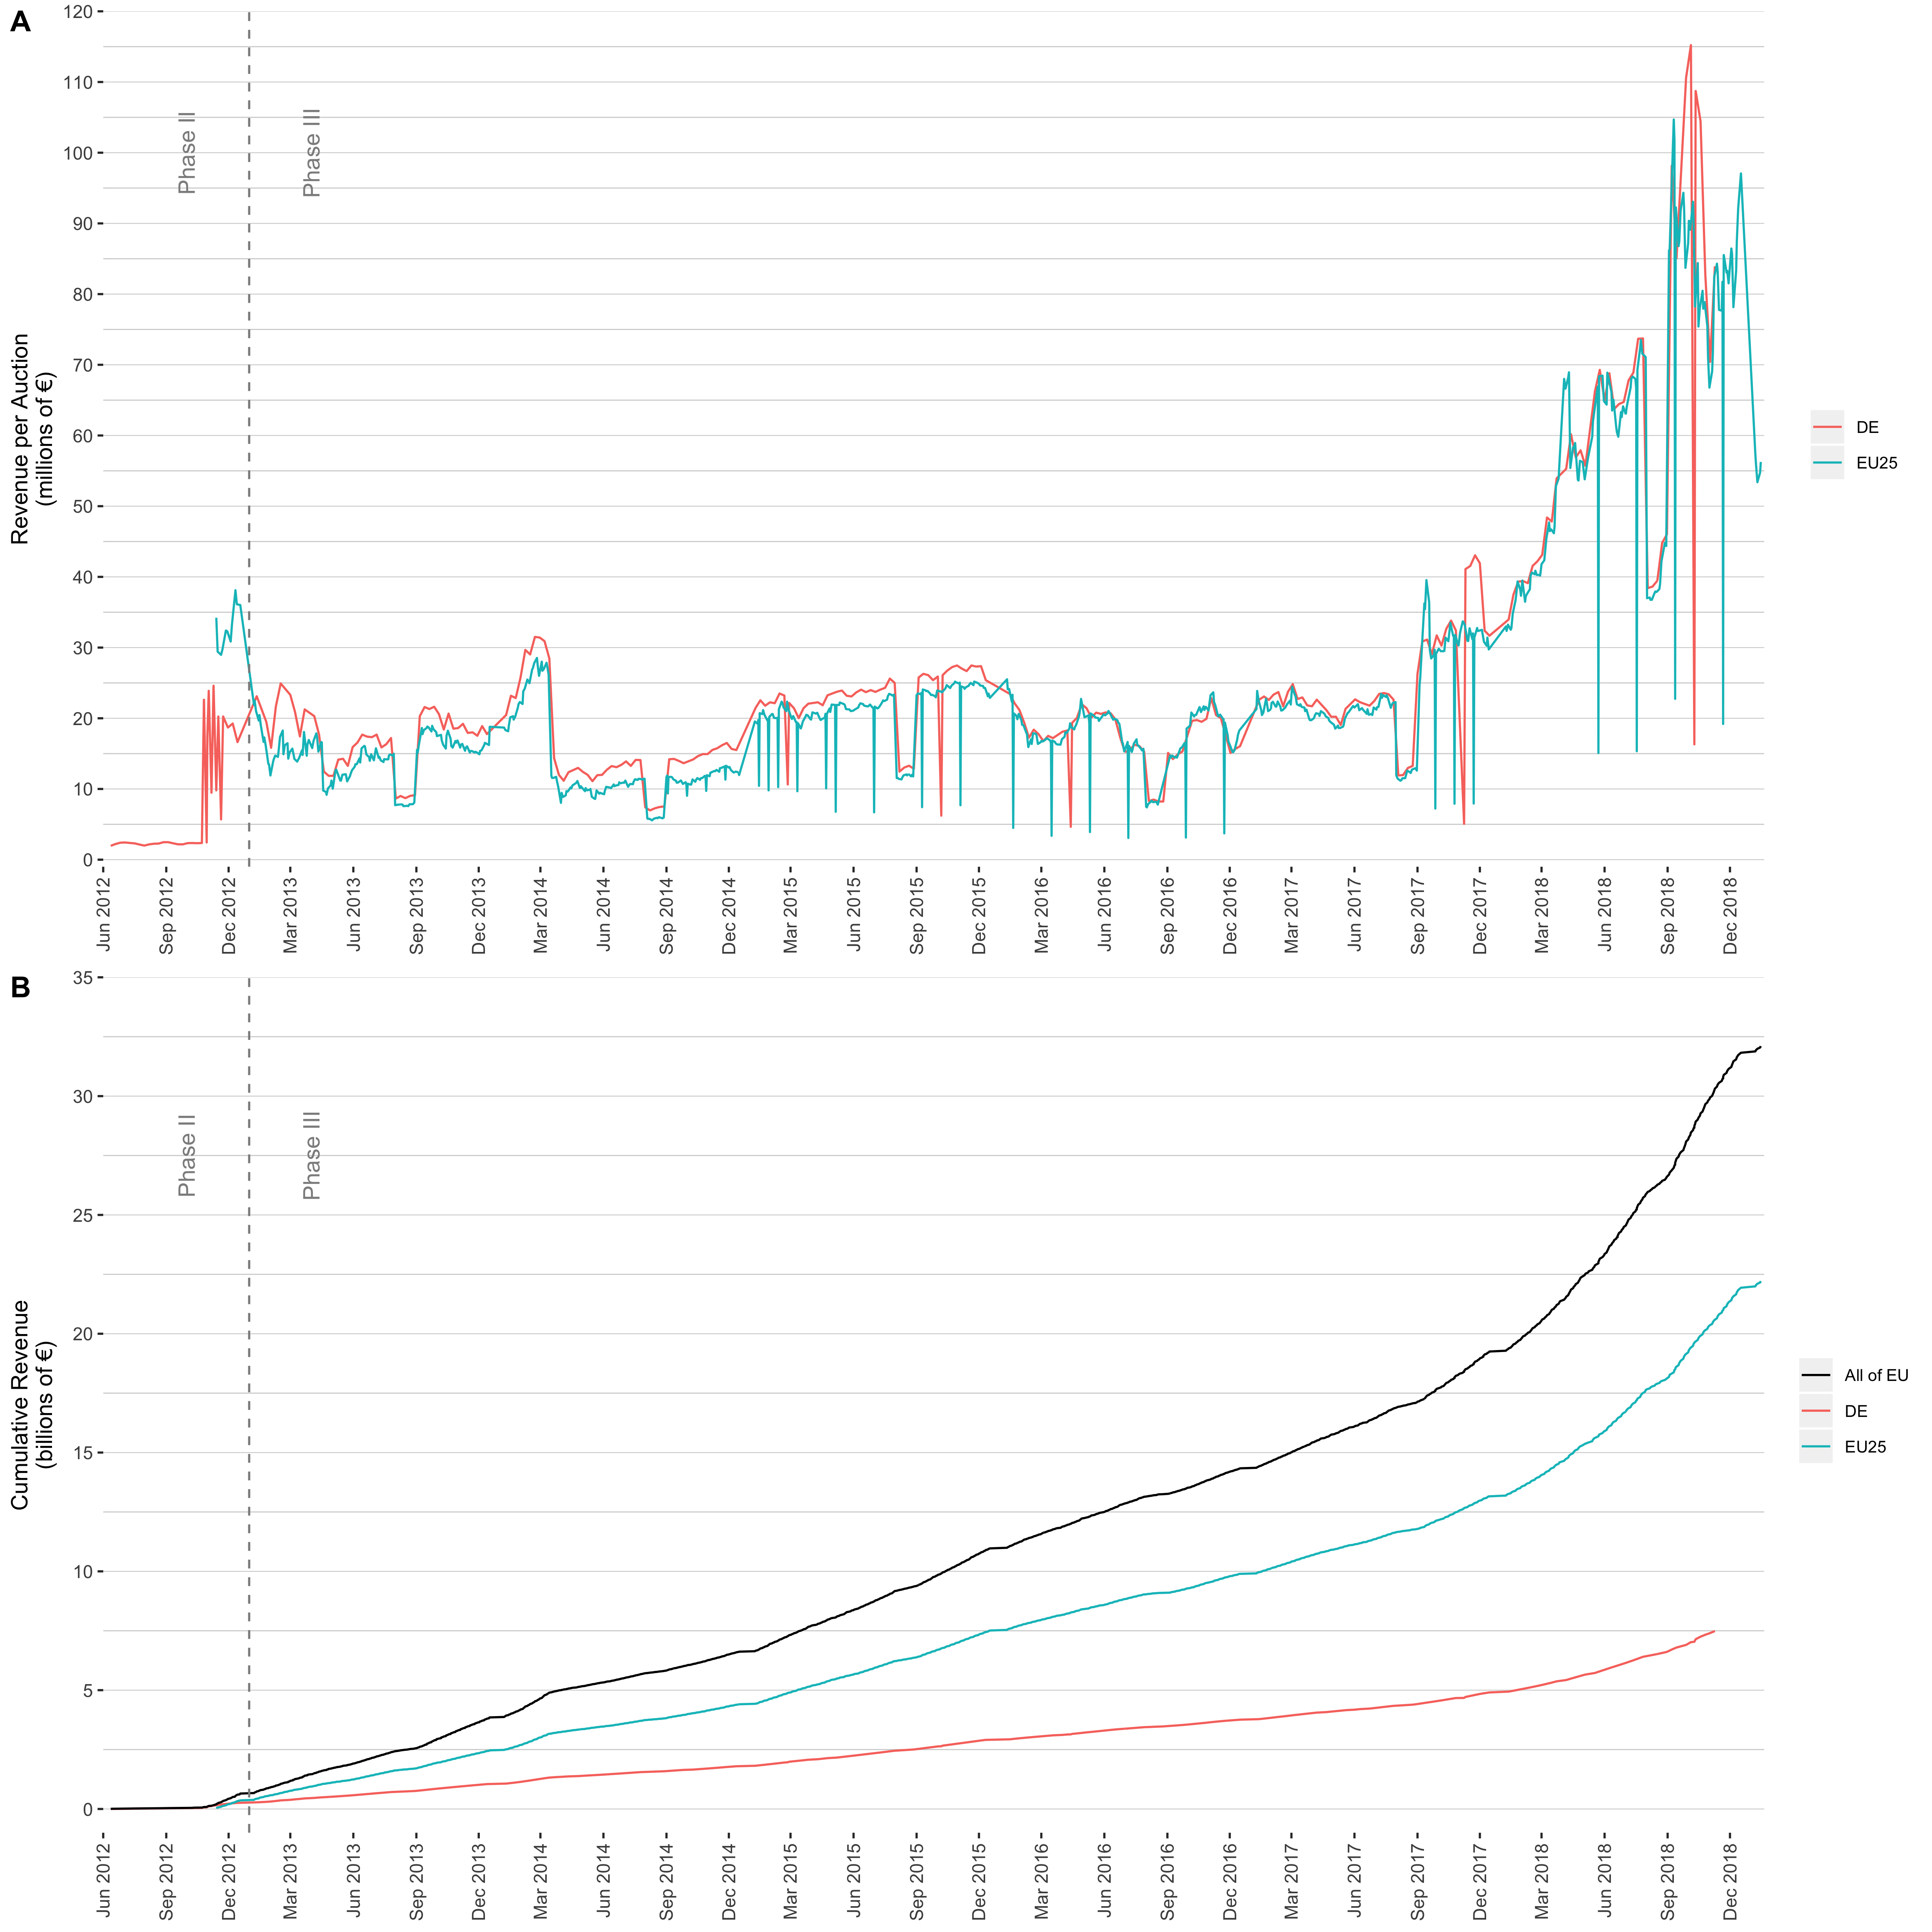 A
120
110
100
90
80
70
60
50
40
30
20
10
0
Revenue per Auction
(millions of €)
Phase II
Phase III
Jun 2012
Sep 2012
Dec 2012
Mar 2013
Jun 2013
Sep 2013
Dec 2013
Mar 2014
Jun 2014
Sep 2014
Dec 2014
Mar 2015
Jun 2015
Sep 2015
Dec 2015
Mar 2016
Jun 2016
Sep 2016
Dec 2016
Mar 2017
Jun 2017
Sep 2017
Dec 2017
Mar 2018
Jun 2018
Sep 2018
Dec 2018
DE
EU25
B
35
30
25
20
15
10
5
0
Cumulative Revenue
(billions of €)
Phase II
Phase III
Jun 2012
Sep 2012
Dec 2012
Mar 2013
Jun 2013
Sep 2013
Dec 2013
Mar 2014
Jun 2014
Sep 2014
Dec 2014
Mar 2015
Jun 2015
Sep 2015
Dec 2015
Mar 2016
Jun 2016
Sep 2016
Dec 2016
Mar 2017
Jun 2017
Sep 2017
Dec 2017
Mar 2018
Jun 2018
Sep 2018
Dec 2018
All of EU
DE
EU25